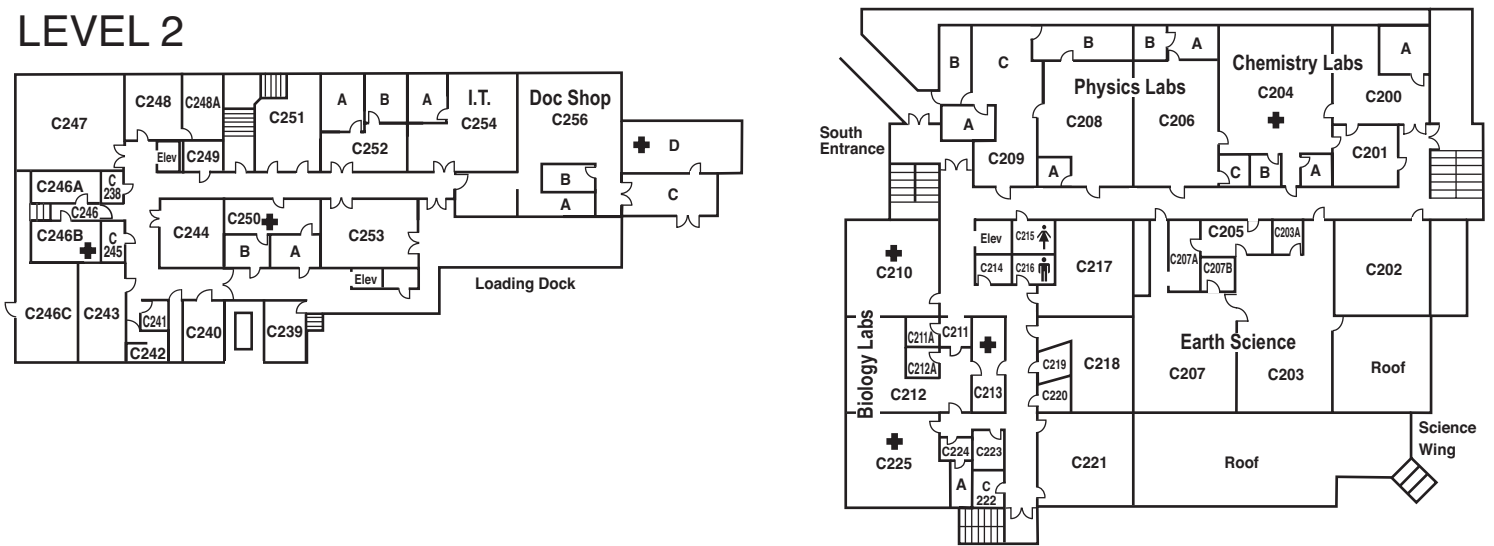 LEVEL 2
C247
C248
C248A
C251
A
B
A
I.T.
C254
Doc Shop
C256
Elev
C249
C252
D
C
B
A
C246A
C
238
C246
C246B
C
245
C244
C250
B
A
C253
Elev
Loading Dock
C246C
C243
C241
C242
C240
C239
South
Entrance
B
C
A
C209
B
Physics Labs
C208
A
B
A
C206
Chemistry Labs
C204
C
B
A
A
C200
C201
C210
Elev
C215
C214
C216
C217
C205
C203A
C207A
C207B
C202
Biology Labs
C211A
C211
C212A
C212
C213
C219
C220
C218
Earth Science
C207
C203
Roof
C225
C224
C223
A
C
222
C221
Roof
Science
Wing